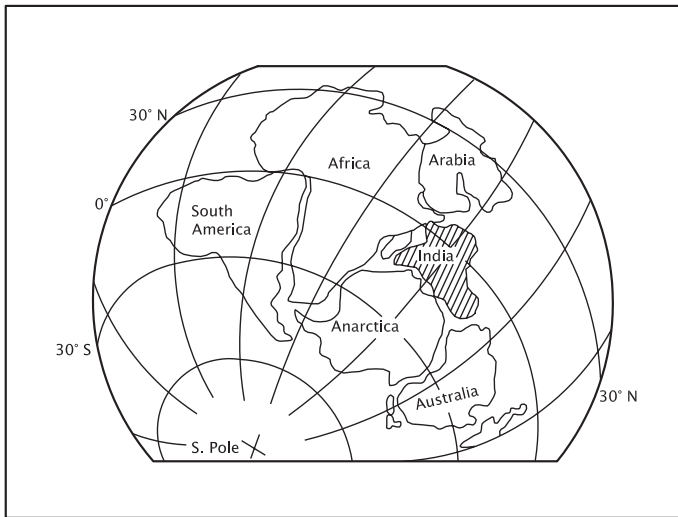 30° N
Africa
Arabia
0°
South
America
India
Anarctica
30° S
Australia
30° N
S. Pole